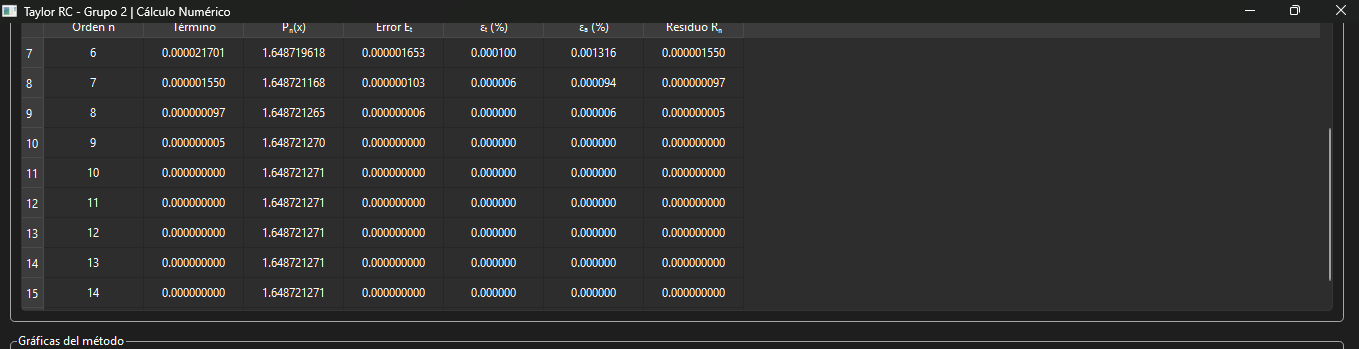 Taylor RC - Grupo 2 | Cálculo Numérico
Orden n Término Pₙ(x) Error Eₜ εₜ (%) εₐ (%) Residuo Rₙ
7 6 0.000021701 1.648719618 0.000001653 0.000100 0.001316 0.000001550
8 7 0.000001550 1.648721168 0.000000103 0.000006 0.000094 0.000000097
9 8 0.000000097 1.648721265 0.000000006 0.000000 0.000006 0.000000005
10 9 0.000000005 1.648721270 0.000000000 0.000000 0.000000 0.000000000
11 10 0.000000000 1.648721271 0.000000000 0.000000 0.000000 0.000000000
12 11 0.000000000 1.648721271 0.000000000 0.000000 0.000000 0.000000000
13 12 0.000000000 1.648721271 0.000000000 0.000000 0.000000 0.000000000
14 13 0.000000000 1.648721271 0.000000000 0.000000 0.000000 0.000000000
15 14 0.000000000 1.648721271 0.000000000 0.000000 0.000000 0.000000000
Gráficas del método